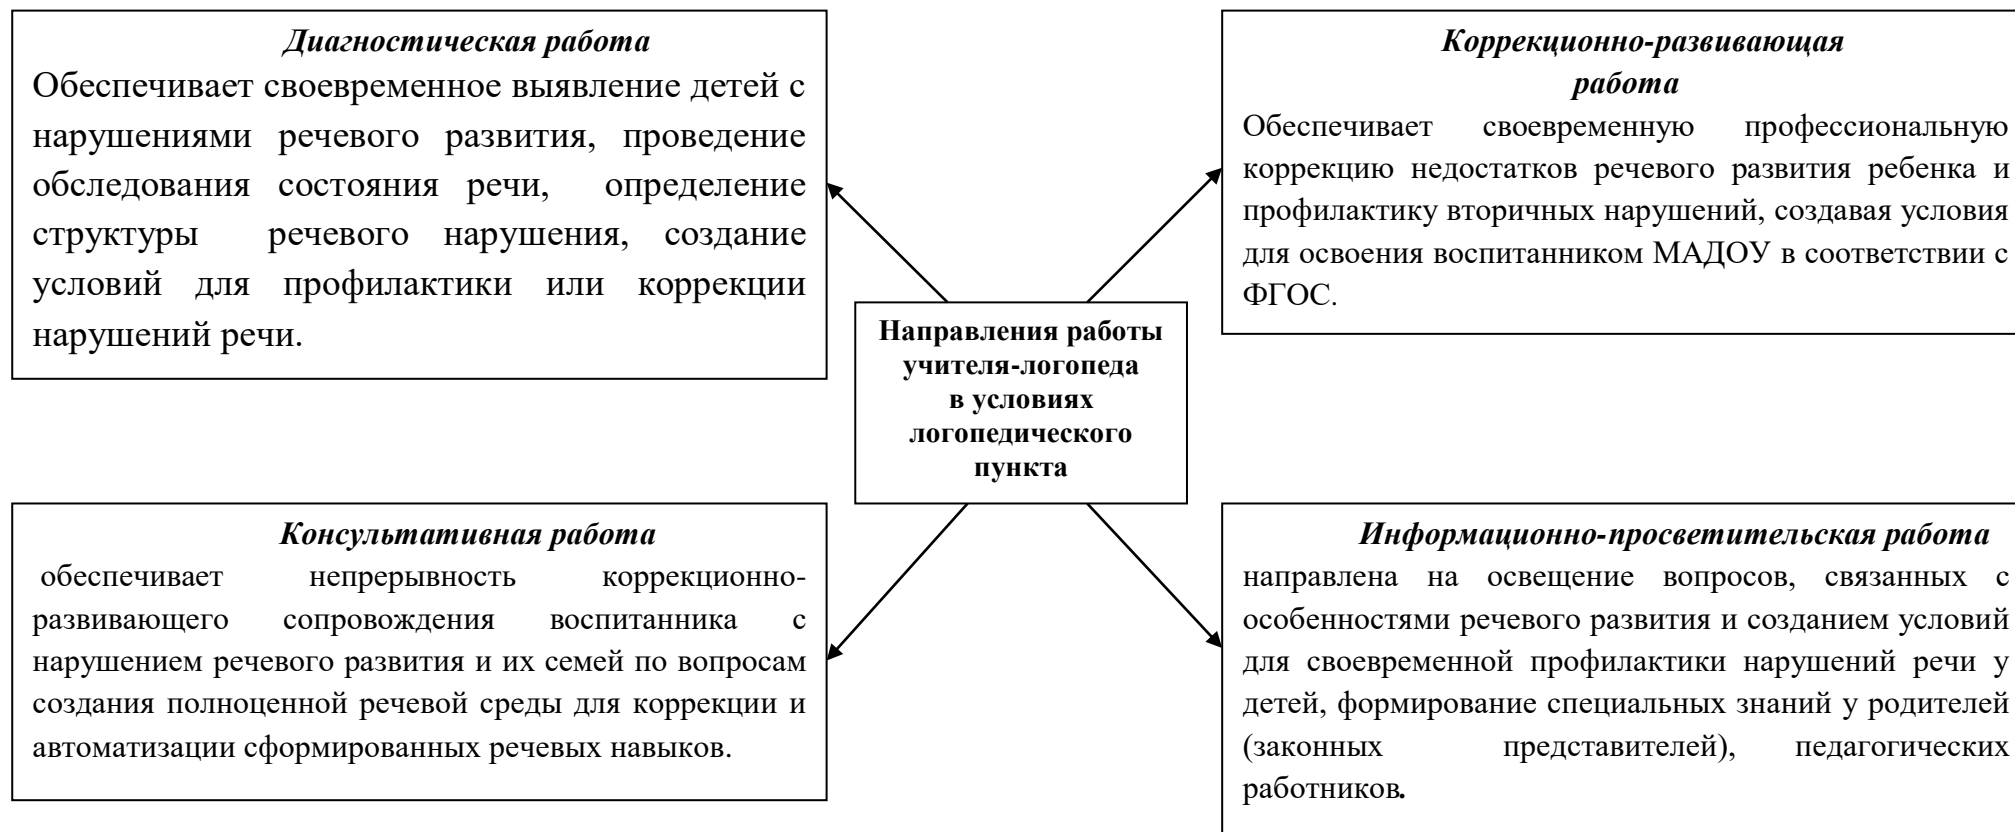 Диагностическая работа
Обеспечивает своевременное выявление детей с
нарушениями речевого развития, проведение
обследования состояния речи, определение
структуры речевого нарушения, создание
условий для профилактики или коррекции
нарушений речи.
Коррекционно-развивающая
работа
Обеспечивает своевременную профессиональную
коррекцию недостатков речевого развития ребенка и
профилактику вторичных нарушений, создавая условия
для освоения воспитанником МАДОУ в соответствии с
ФГОС.
Направления работы
учителя-логопеда
в условиях
логопедического
пункта
Консультативная работа
обеспечивает непрерывность коррекционно-
развивающего сопровождения воспитанника с
нарушением речевого развития и их семей по вопросам
создания полноценной речевой среды для коррекции и
автоматизации сформированных речевых навыков.
Информационно-просветительская работа
направлена на освещение вопросов, связанных с
особенностями речевого развития и созданием условий
для своевременной профилактики нарушений речи у
детей, формирование специальных знаний у родителей
(законных представителей), педагогических
работников.